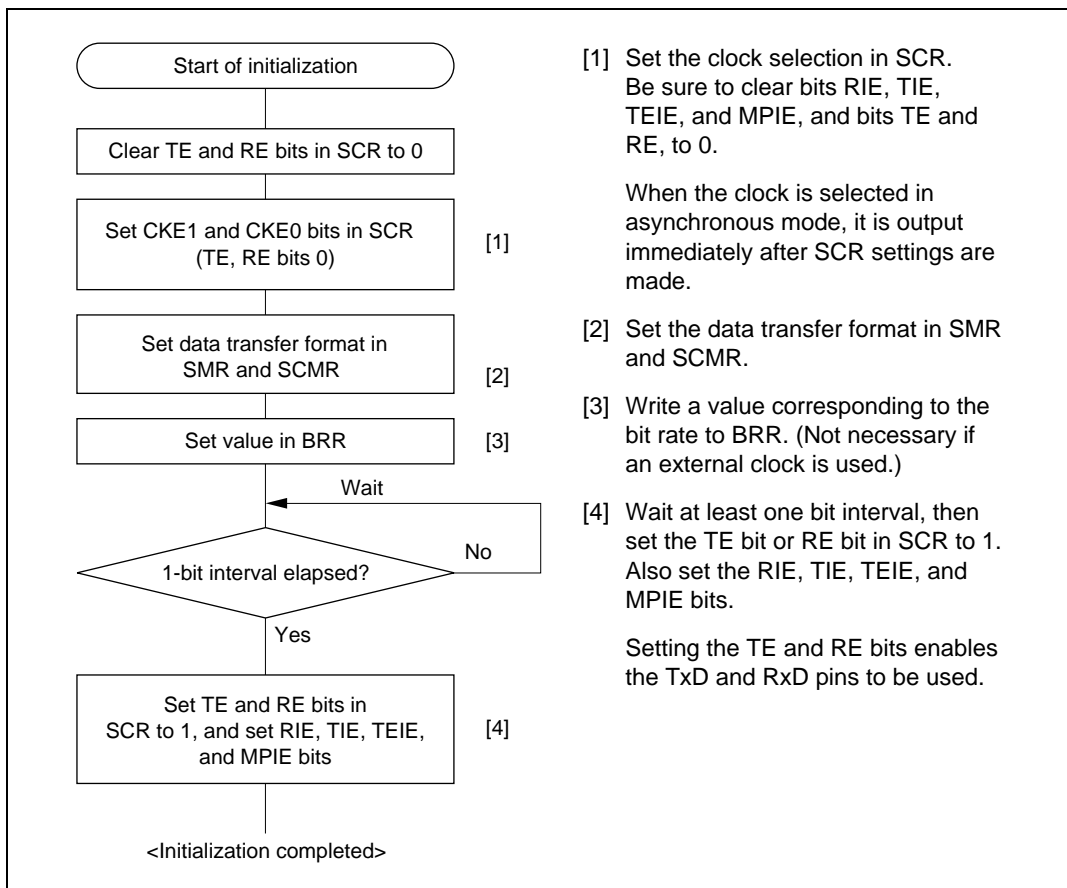 Start of initialization
Clear TE and RE bits in SCR to 0
Set CKE1 and CKE0 bits in SCR
(TE, RE bits 0)
[1]
Set data transfer format in
SMR and SCMR
[2]
Set value in BRR
[3]
Wait
No
1-bit interval elapsed?
Yes
Set TE and RE bits in
SCR to 1, and set RIE, TIE, TEIE,
and MPIE bits
[4]
<Initialization completed>
[1] Set the clock selection in SCR.
Be sure to clear bits RIE, TIE,
TEIE, and MPIE, and bits TE and
RE, to 0.
When the clock is selected in
asynchronous mode, it is output
immediately after SCR settings are
made.
[2] Set the data transfer format in SMR
and SCMR.
[3] Write a value corresponding to the
bit rate to BRR. (Not necessary if
an external clock is used.)
[4] Wait at least one bit interval, then
set the TE bit or RE bit in SCR to 1.
Also set the RIE, TIE, TEIE, and
MPIE bits.
Setting the TE and RE bits enables
the TxD and RxD pins to be used.